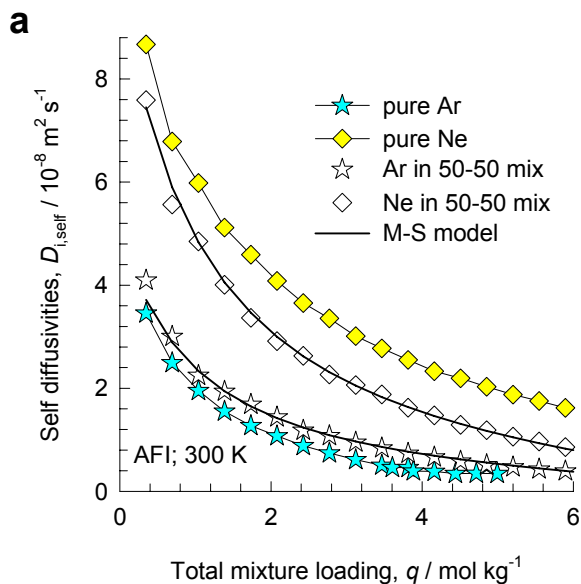 a
Self diffusivities, D_{i,self} / 10⁻⁸ m² s⁻¹
8
6
4
2
0
pure Ar
pure Ne
Ar in 50-50 mix
Ne in 50-50 mix
M-S model
AFI; 300 K
0 2 4 6
Total mixture loading, q / mol kg⁻¹